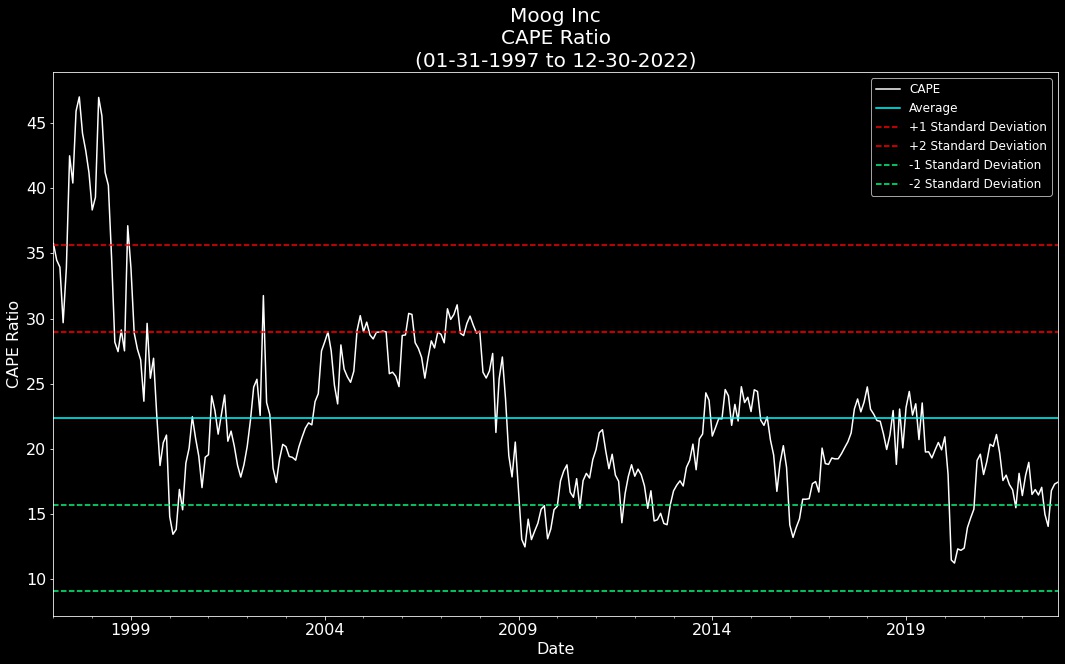 Moog Inc
CAPE Ratio
(01-31-1997 to 12-30-2022)
CAPE
Average
+1 Standard Deviation
+2 Standard Deviation
-1 Standard Deviation
-2 Standard Deviation
CAPE Ratio
45
40
35
30
25
20
15
10
1999 2004 2009 2014 2019
Date